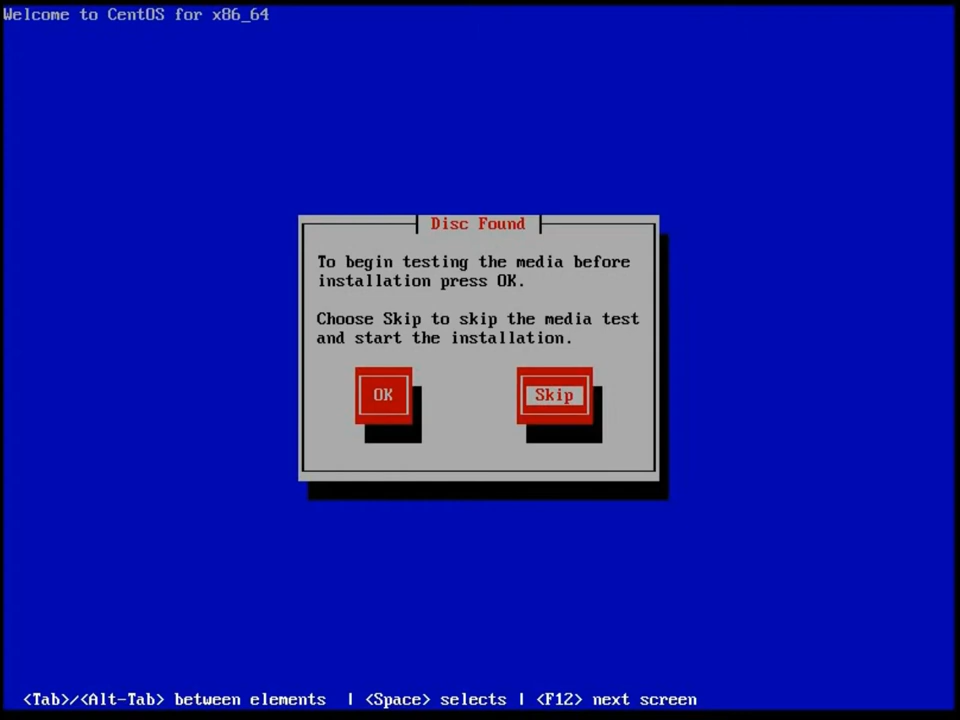 Welcome to CentOS for x86_64
Disc Found
To begin testing the media before
installation press OK.
Choose Skip to skip the media test
and start the installation.
OK Skip
<Tab>/<Alt-Tab> between elements | <Space> selects | <F12> next screen